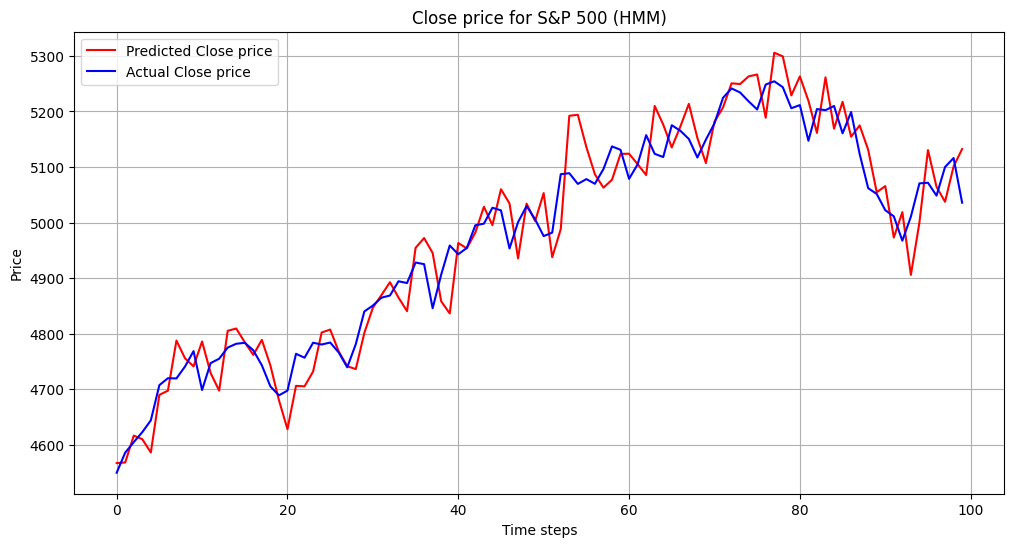 Close price for S&P 500 (HMM)
Predicted Close price
Actual Close price
Price
5300
5200
5100
5000
4900
4800
4700
4600
0 20 40 60 80 100
Time steps